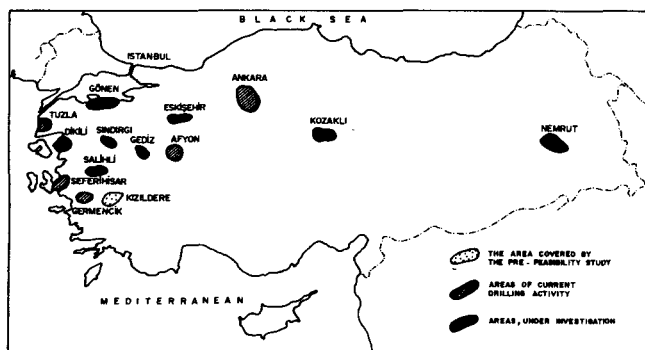 BLACK SEA
ISTANBUL
GÖNEN
ANKARA
ESKİŞEHİR
TUZLA
KOZAKLI
DİKİLİ
SINDIRGI
GEDİZ
AFYON
NEMRUT
SALİHLİ
SEFERİHİSAR
KIZILDERE
GERMENCİK
THE AREA COVERED BY
THE PRE-FEASIBILITY STUDY
AREAS OF CURRENT
DRILLING ACTIVITY
AREAS, UNDER INVESTIGATION
MEDITERRANEAN